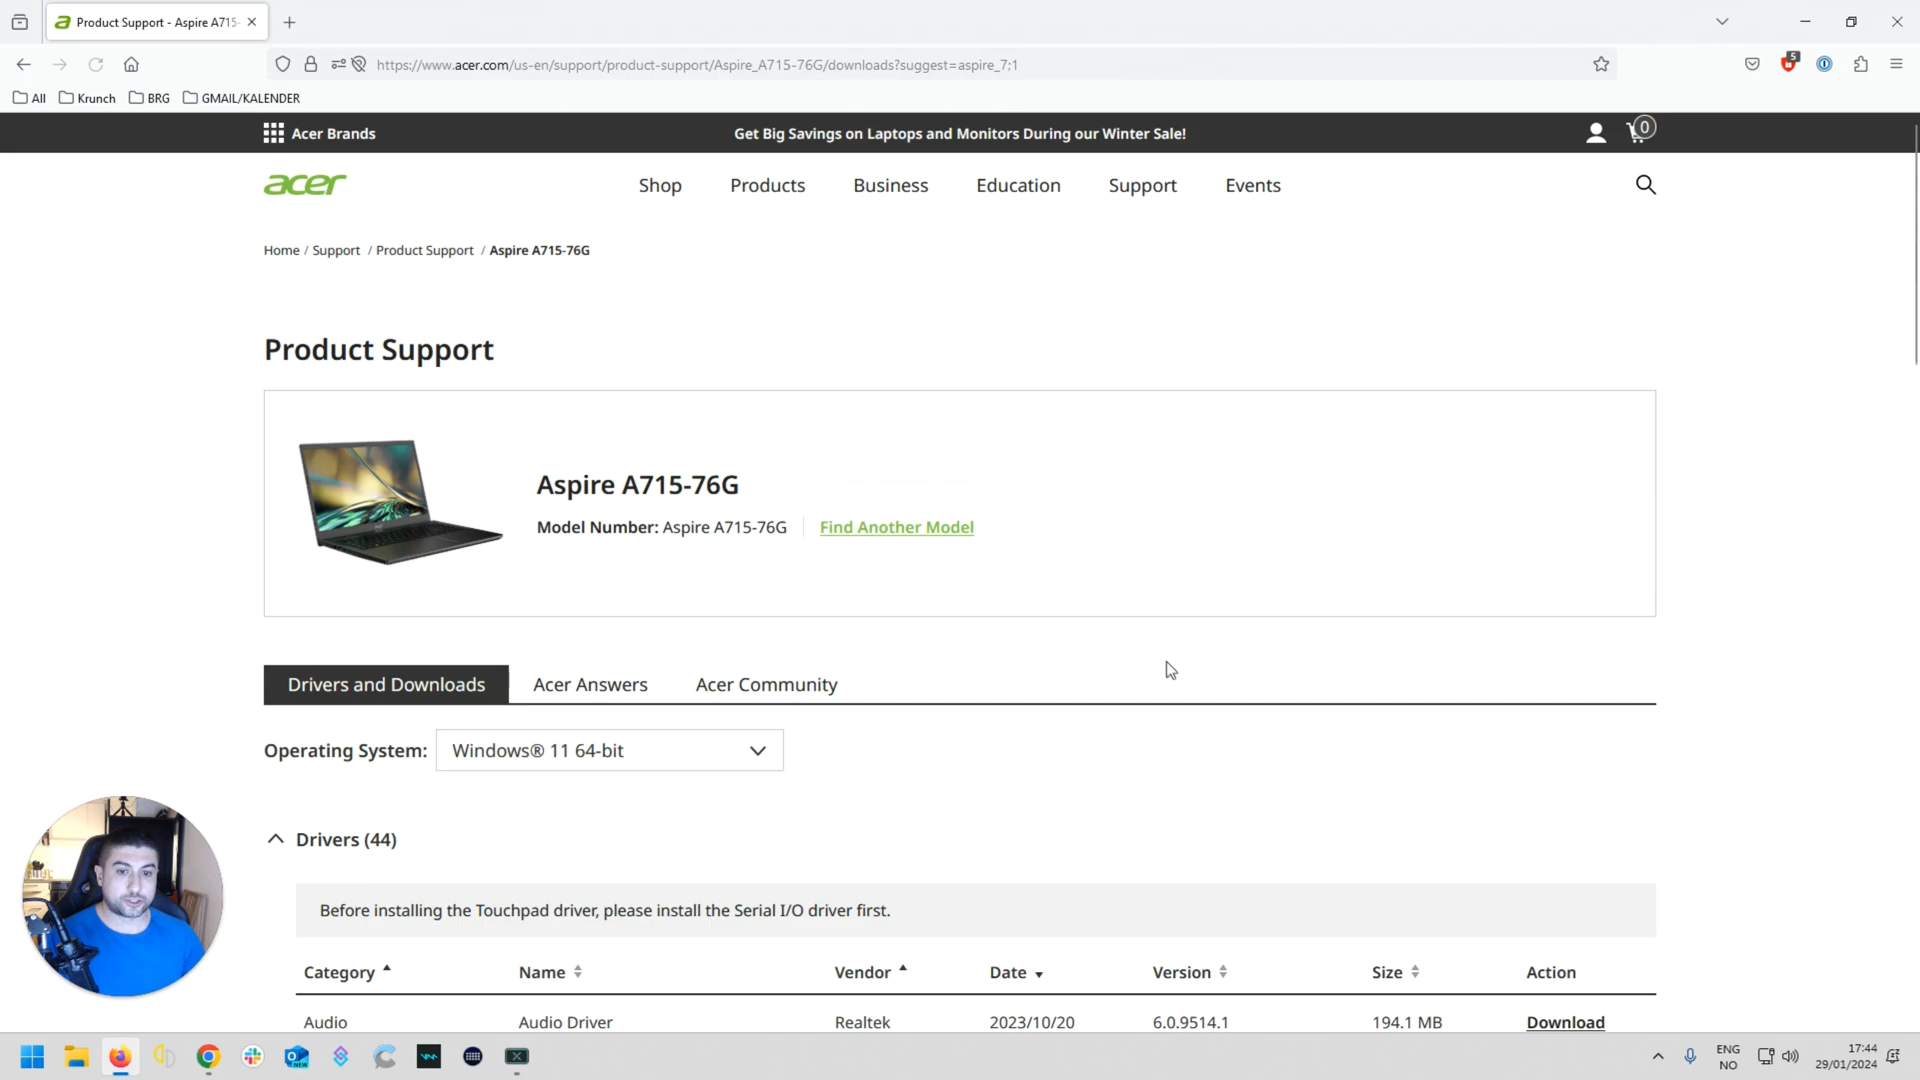 Product Support - Aspire A715-
https://www.acer.com/us-en/support/product-support/Aspire_A715-76G/downloads?suggest=aspire_7;1
5
All Krunch BRG GMAIL/KALENDER
Acer Brands
Get Big Savings on Laptops and Monitors During our Winter Sale!
0
acer
Shop Products Business Education Support Events
Home / Support / Product Support / Aspire A715-76G
Product Support
Aspire A715-76G
Model Number: Aspire A715-76G Find Another Model
Drivers and Downloads Acer Answers Acer Community
Operating System: Windows® 11 64-bit
Drivers (44)
Before installing the Touchpad driver, please install the Serial I/O driver first.
Category Name Vendor Date Version Size Action
Audio Audio Driver Realtek 2023/10/20 6.0.9514.1 194.1 MB Download
ENG
NO
17:44
29/01/2024